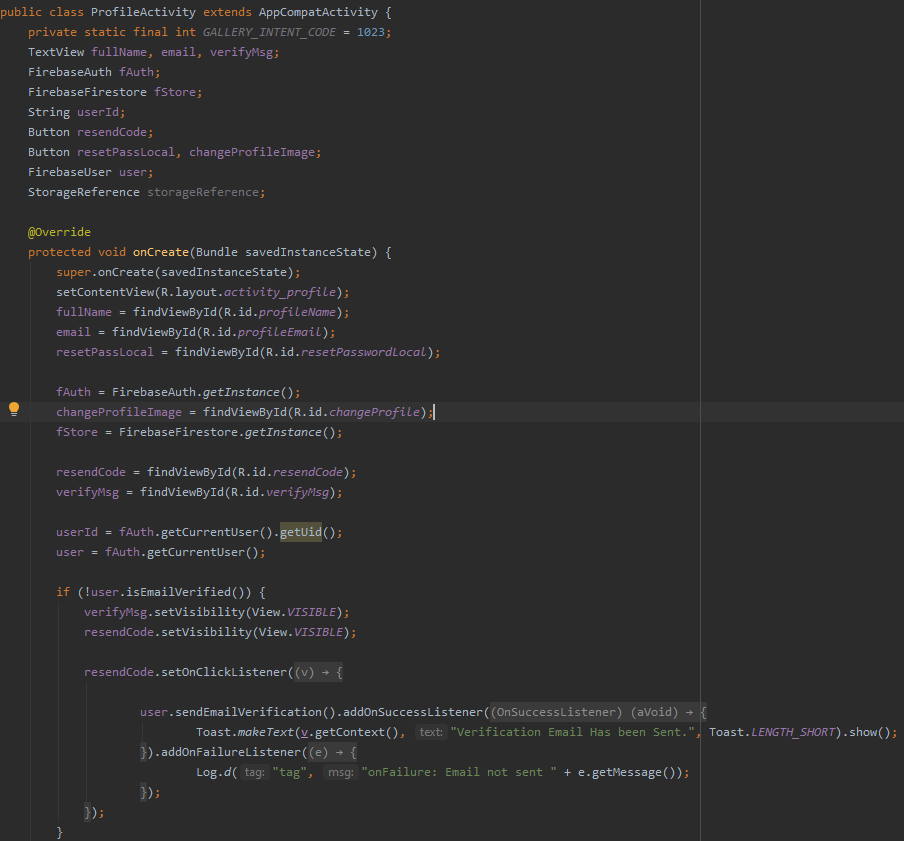 public class ProfileActivity extends AppCompatActivity {
    private static final int GALLERY_INTENT_CODE = 1023;
    TextView fullName, email, verifyMsg;
    FirebaseAuth fAuth;
    FirebaseFirestore fStore;
    String userId;
    Button resendCode;
    Button resetPassLocal, changeProfileImage;
    FirebaseUser user;
    StorageReference storageReference;
    @Override
    protected void onCreate(Bundle savedInstanceState) {
        super.onCreate(savedInstanceState);
        setContentView(R.layout.activity_profile);
        fullName = findViewById(R.id.profileName);
        email = findViewById(R.id.profileEmail);
        resetPassLocal = findViewById(R.id.resetPasswordLocal);
        fAuth = FirebaseAuth.getInstance();
        changeProfileImage = findViewById(R.id.changeProfile);
        fStore = FirebaseFirestore.getInstance();
        resendCode = findViewById(R.id.resendCode);
        verifyMsg = findViewById(R.id.verifyMsg);
        userId = fAuth.getCurrentUser().getUid();
        user = fAuth.getCurrentUser();
        if (!user.isEmailVerified()) {
            verifyMsg.setVisibility(View.VISIBLE);
            resendCode.setVisibility(View.VISIBLE);
            resendCode.setOnClickListener((v) → {
                    user.sendEmailVerification().addOnSuccessListener((OnSuccessListener) (aVoid) → {
                            Toast.makeText(v.getContext(), text: "Verification Email Has been Sent.", Toast.LENGTH_SHORT).show();
                    }).addOnFailureListener((e) → {
                            Log.d( tag: "tag", msg: "onFailure: Email not sent " + e.getMessage());
                    });
            });
        }